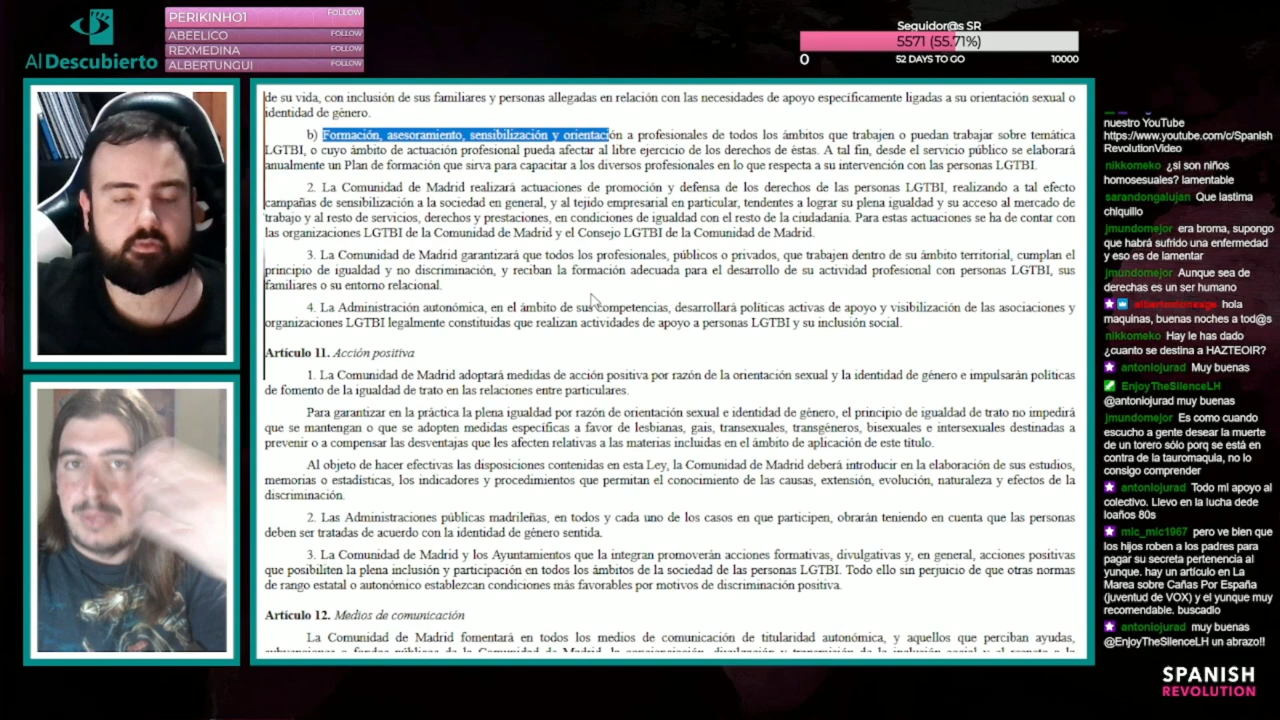 Al Descubierto
PERIKINHO1 FOLLOW
ABEELICO FOLLOW
REXMEDINA FOLLOW
ALBERTUNGUI FOLLOW
Seguidor@s SR
5571 (55.71%)
0 52 DAYS TO GO 10000
de su vida, con inclusión de sus familiares y personas allegadas en relación con las necesidades de apoyo específicamente ligadas a su orientación sexual o
identidad de género.
b) Formación, asesoramiento, sensibilización y orientación a profesionales de todos los ámbitos que trabajen o puedan trabajar sobre temática
LGTBI, o cuyo ámbito de actuación profesional pueda afectar al libre ejercicio de los derechos de éstas. A tal fin, desde el servicio público se elaborará
anualmente un Plan de formación que sirva para capacitar a los diversos profesionales en lo que respecta a su intervención con las personas LGTBI.
2. La Comunidad de Madrid realizará actuaciones de promoción y defensa de los derechos de las personas LGTBI, realizando a tal efecto
campañas de sensibilización a la sociedad en general, y al tejido empresarial en particular, tendentes a lograr su plena igualdad y su acceso al mercado de
trabajo y al resto de servicios, derechos y prestaciones, en condiciones de igualdad con el resto de la ciudadanía. Para estas actuaciones se ha de contar con
las organizaciones LGTBI de la Comunidad de Madrid y el Consejo LGTBI de la Comunidad de Madrid.
3. La Comunidad de Madrid garantizará que todos los profesionales, públicos o privados, que trabajen dentro de su ámbito territorial, cumplan el
principio de igualdad y no discriminación, y reciban la formación adecuada para el desarrollo de su actividad profesional con personas LGTBI, sus
familiares o su entorno relacional.
4. La Administración autonómica, en el ámbito de sus competencias, desarrollará políticas activas de apoyo y visibilización de las asociaciones y
organizaciones LGTBI legalmente constituidas que realizan actividades de apoyo a personas LGTBI y su inclusión social.
Artículo 11. Acción positiva
1. La Comunidad de Madrid adoptará medidas de acción positiva por razón de la orientación sexual y la identidad de género e impulsarán políticas
de fomento de la igualdad de trato en las relaciones entre particulares.
Para garantizar en la práctica la plena igualdad por razón de orientación sexual e identidad de género, el principio de igualdad de trato no impedirá
que se mantengan o que se adopten medidas específicas a favor de lesbianas, gais, transexuales, transgéneros, bisexuales e intersexuales destinadas a
prevenir o a compensar las desventajas que les afecten relativas a las materias incluidas en el ámbito de aplicación de este título.
Al objeto de hacer efectivas las disposiciones contenidas en esta Ley, la Comunidad de Madrid deberá introducir en la elaboración de sus estudios,
memorias o estadísticas, los indicadores y procedimientos que permitan el conocimiento de las causas, extensión, evolución, naturaleza y efectos de la
discriminación.
2. Las Administraciones públicas madrileñas, en todos y cada uno de los casos en que participen, obrarán teniendo en cuenta que las personas
deben ser tratadas de acuerdo con la identidad de género sentida.
3. La Comunidad de Madrid y los Ayuntamientos que la integran promoverán acciones formativas, divulgativas y, en general, acciones positivas
que posibiliten la plena inclusión y participación en todos los ámbitos de la sociedad de las personas LGTBI. Todo ello sin perjuicio de que otras normas
de rango estatal o autonómico establezcan condiciones más favorables por motivos de discriminación positiva.
Artículo 12. Medios de comunicación
La Comunidad de Madrid fomentará en todos los medios de comunicación de titularidad autonómica, y aquellos que perciban ayudas,
nuestro YouTube
https://www.youtube.com/c/Spanish
RevolutionVideo
nikkomeko ¿si son niños
homosexuales? lamentable
sarandongalujan Que lastima
chiquillo
jmundomejor era broma, supongo
que habrá sufrido una enfermedad
y eso es de lamentar
jmundomejor Aunque sea de
derechas es un ser humano
hola
maquinas, buenas noches a tod@s
nikkomeko Hay le has dado
¿cuanto se destina a HAZTEOIR?
antoniojurad Muy buenas
EnjoyTheSilenceLH
@antoniojurad muy buenas
jmundomejor Es como cuando
escucho a gente desear la muerte
de un torero sólo porq se está en
contra de la tauromaquia, no lo
consigo comprender
antoniojurad Todo mi apoyo al
colectivo. Llevo en la lucha dede
loaños 80s
mic_mic1967 pero ve bien que
los hijos roben a los padres para
pagar su secreta pertenencia al
yunque. hay un artículo en La
Marea sobre Cañas Por España
(juventud de VOX) y el yunque muy
recomendable. buscadlo
antoniojurad muy buenas
@EnjoyTheSilenceLH un abrazo!!
SPANISH
REVOLUTION